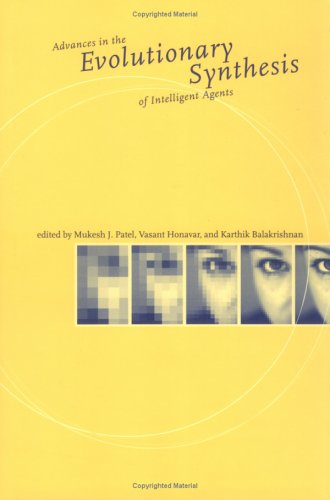 Copyrighted Material
Advances in the
Evolutionary
Synthesis
of Intelligent Agents
edited by Mukesh J. Patel, Vasant Honavar, and Karthik Balakrishnan
Copyrighted Material